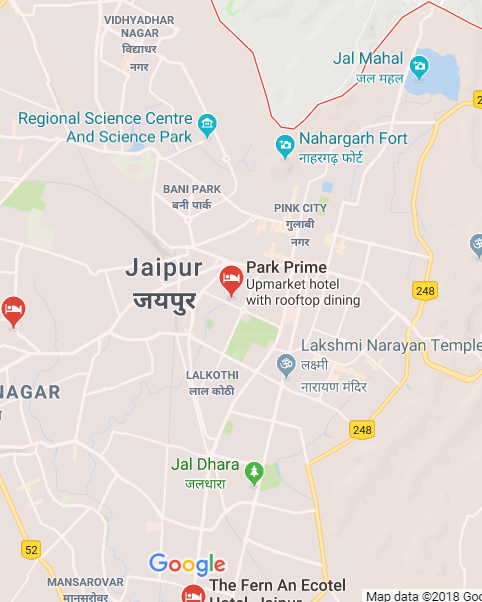 VIDHYADHAR
NAGAR
विद्याधर
नगर
Jal Mahal
जल महल
Regional Science Centre
And Science Park
Nahargarh Fort
नाहरगढ़ फोर्ट
BANI PARK
बनी पार्क
PINK CITY
गुलाबी
नगर
Jaipur
जयपुर
Park Prime
Upmarket hotel
with rooftop dining
248
Lakshmi Narayan Temple
लक्ष्मी
नारायण मंदिर
LALKOTHI
लाल कोठी
NAGAR
248
Jal Dhara
जलधारा
52
Google
MANSAROVAR
मानसरोवर
The Fern An Ecotel
Hotel, Jaipur
Map data ©2018 Goo